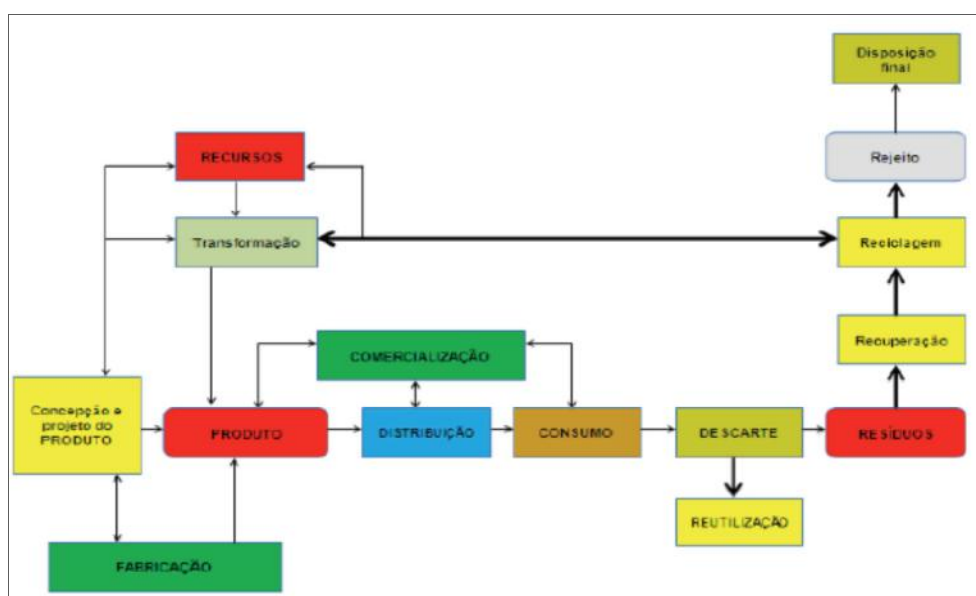 Disposição
final
RECURSOS
Rejeito
Transformação
Reciclagem
COMERCIALIZAÇÃO
Recuperação
Concepção e
projeto do
PRODUTO
PRODUTO
DISTRIBUIÇÃO
CONSUMO
DESCARTE
RESÍDUOS
REUTILIZAÇÃO
FABRICAÇÃO